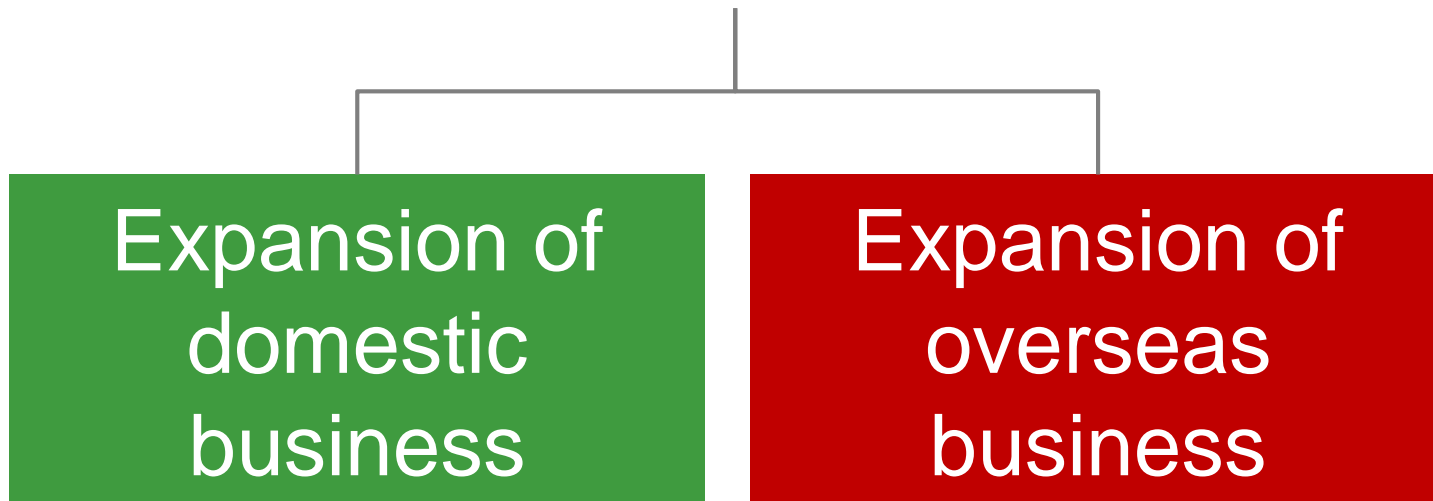 Expansion of
domestic
business
Expansion of
overseas
business